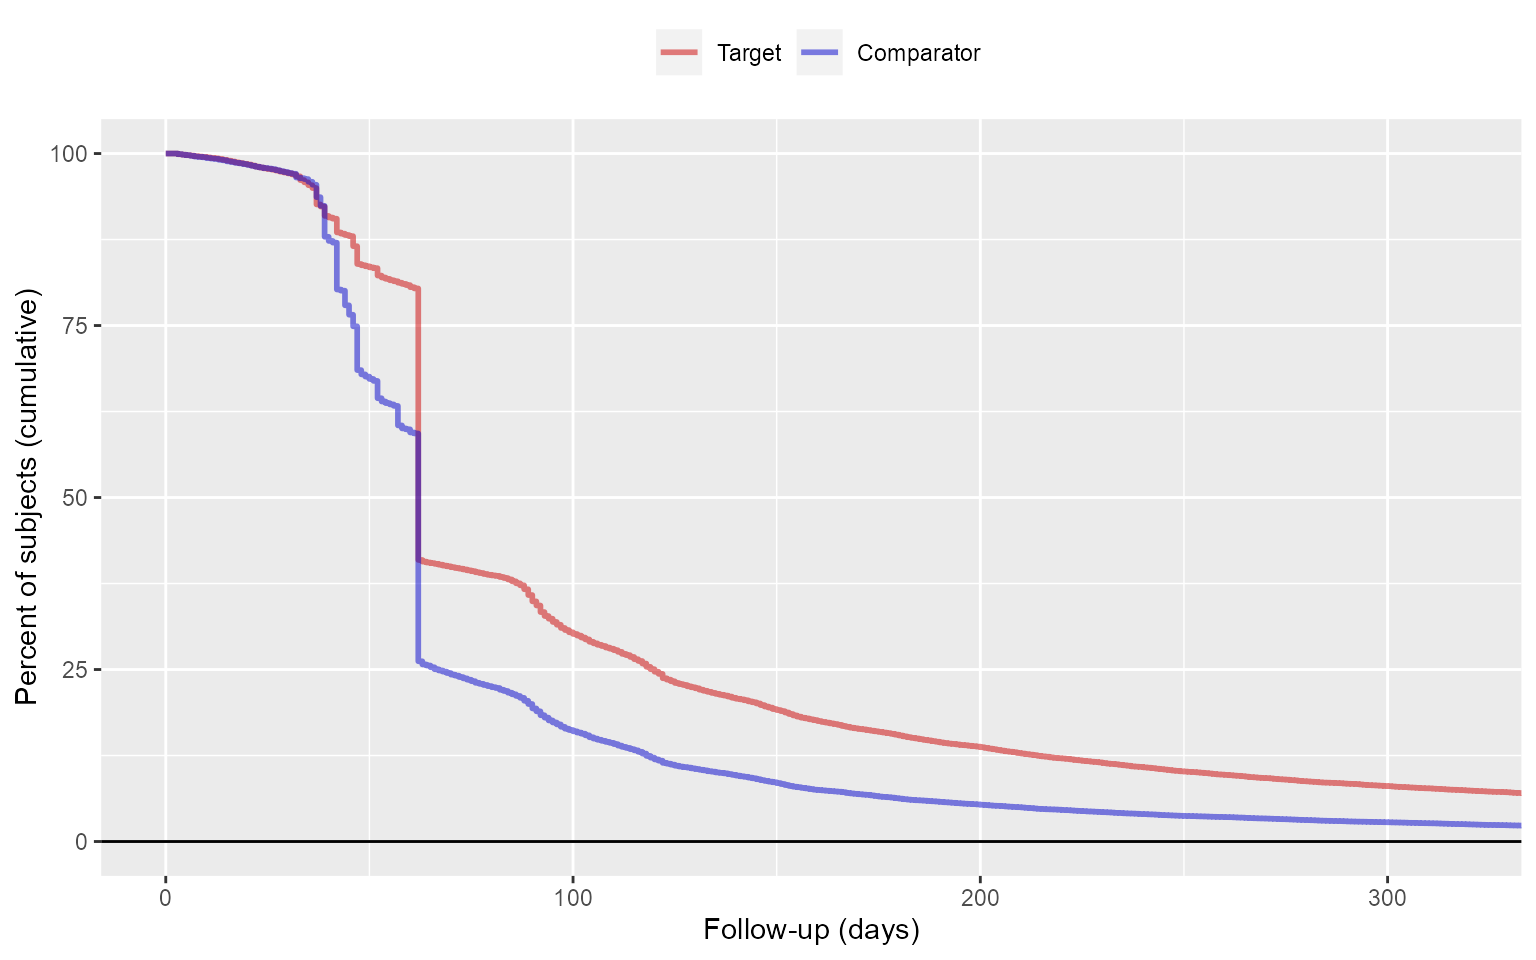 Target Comparator
Percent of subjects (cumulative)
100
75
50
25
0
0 100 200 300
Follow-up (days)